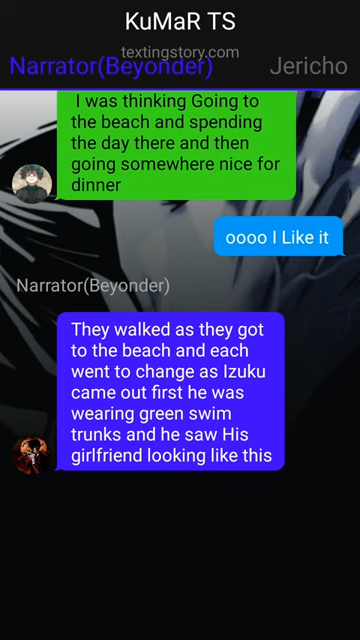 KuMaR TS
textingstory.com
Narrator(Beyonder)
Jericho
I was thinking Going to
the beach and spending
the day there and then
going somewhere nice for
dinner
oooo I Like it
Narrator(Beyonder)
They walked as they got
to the beach and each
went to change as Izuku
came out first he was
wearing green swim
trunks and he saw His
girlfriend looking like this